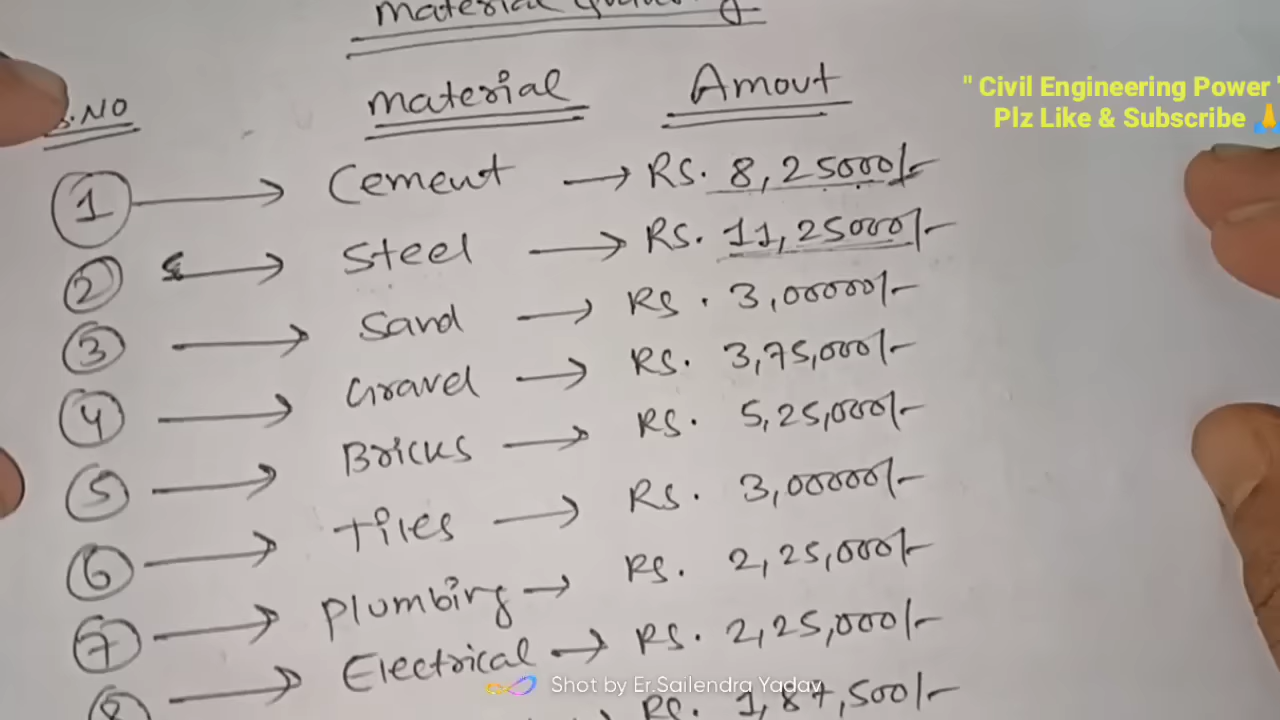 material
S.NO material Amout
1 → Cement → RS. 8,25000/-
2 → Steel → RS. 11,25000/-
3 → Sand → RS. 3,00000/-
4 → Gravel → RS. 3,75,000/-
5 → Bricks → RS. 5,25,000/-
6 → Tiles → RS. 3,00000/-
7 → Plumbing → RS. 2,25,000/-
8 → Electrical → RS. 2,25,000/-
RS. 1,87,500/-
" Civil Engineering Power "
Plz Like & Subscribe 🙏
Shot by Er.Sailendra Yadav